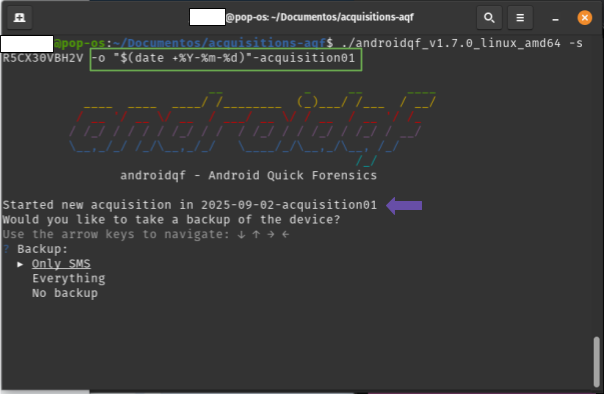 @pop-os: ~/Documentos/acquisitions-aqf
@pop-os:~/Documentos/acquisitions-aqf$ ./androidqf_v1.7.0_linux_amd64 -s
R5CX30VBH2V -o "$(date +%Y-%m-%d)"-acquisition01
androidqf - Android Quick Forensics
Started new acquisition in 2025-09-02-acquisition01
Would you like to take a backup of the device?
Use the arrow keys to navigate: ↓ ↑ → ←
? Backup:
▸ Only SMS
Everything
No backup